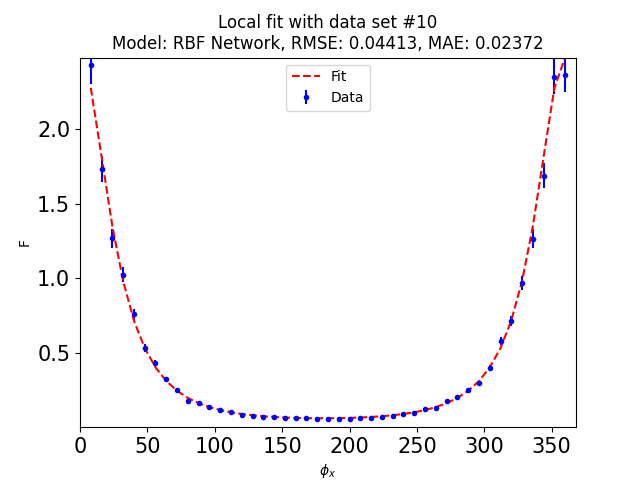 Local fit with data set #10
Model: RBF Network, RMSE: 0.04413, MAE: 0.02372
Fit
Data
F
2.0
1.5
1.0
0.5
0 50 100 150 200 250 300 350
ϕx